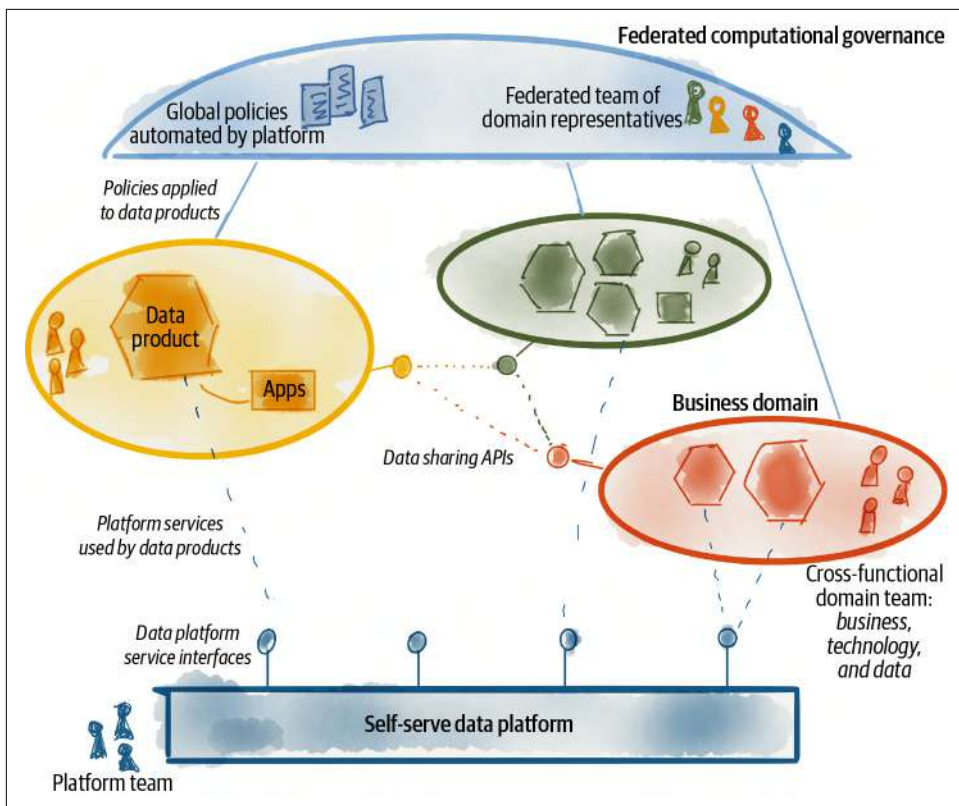 Federated computational governance
Global policies
automated by platform
Federated team of
domain representatives
Policies applied
to data products
Data
product
Apps
Business domain
Data sharing APIs
Platform services
used by data products
Cross-functional
domain team:
business,
technology,
and data
Data platform
service interfaces
Self-serve data platform
Platform team